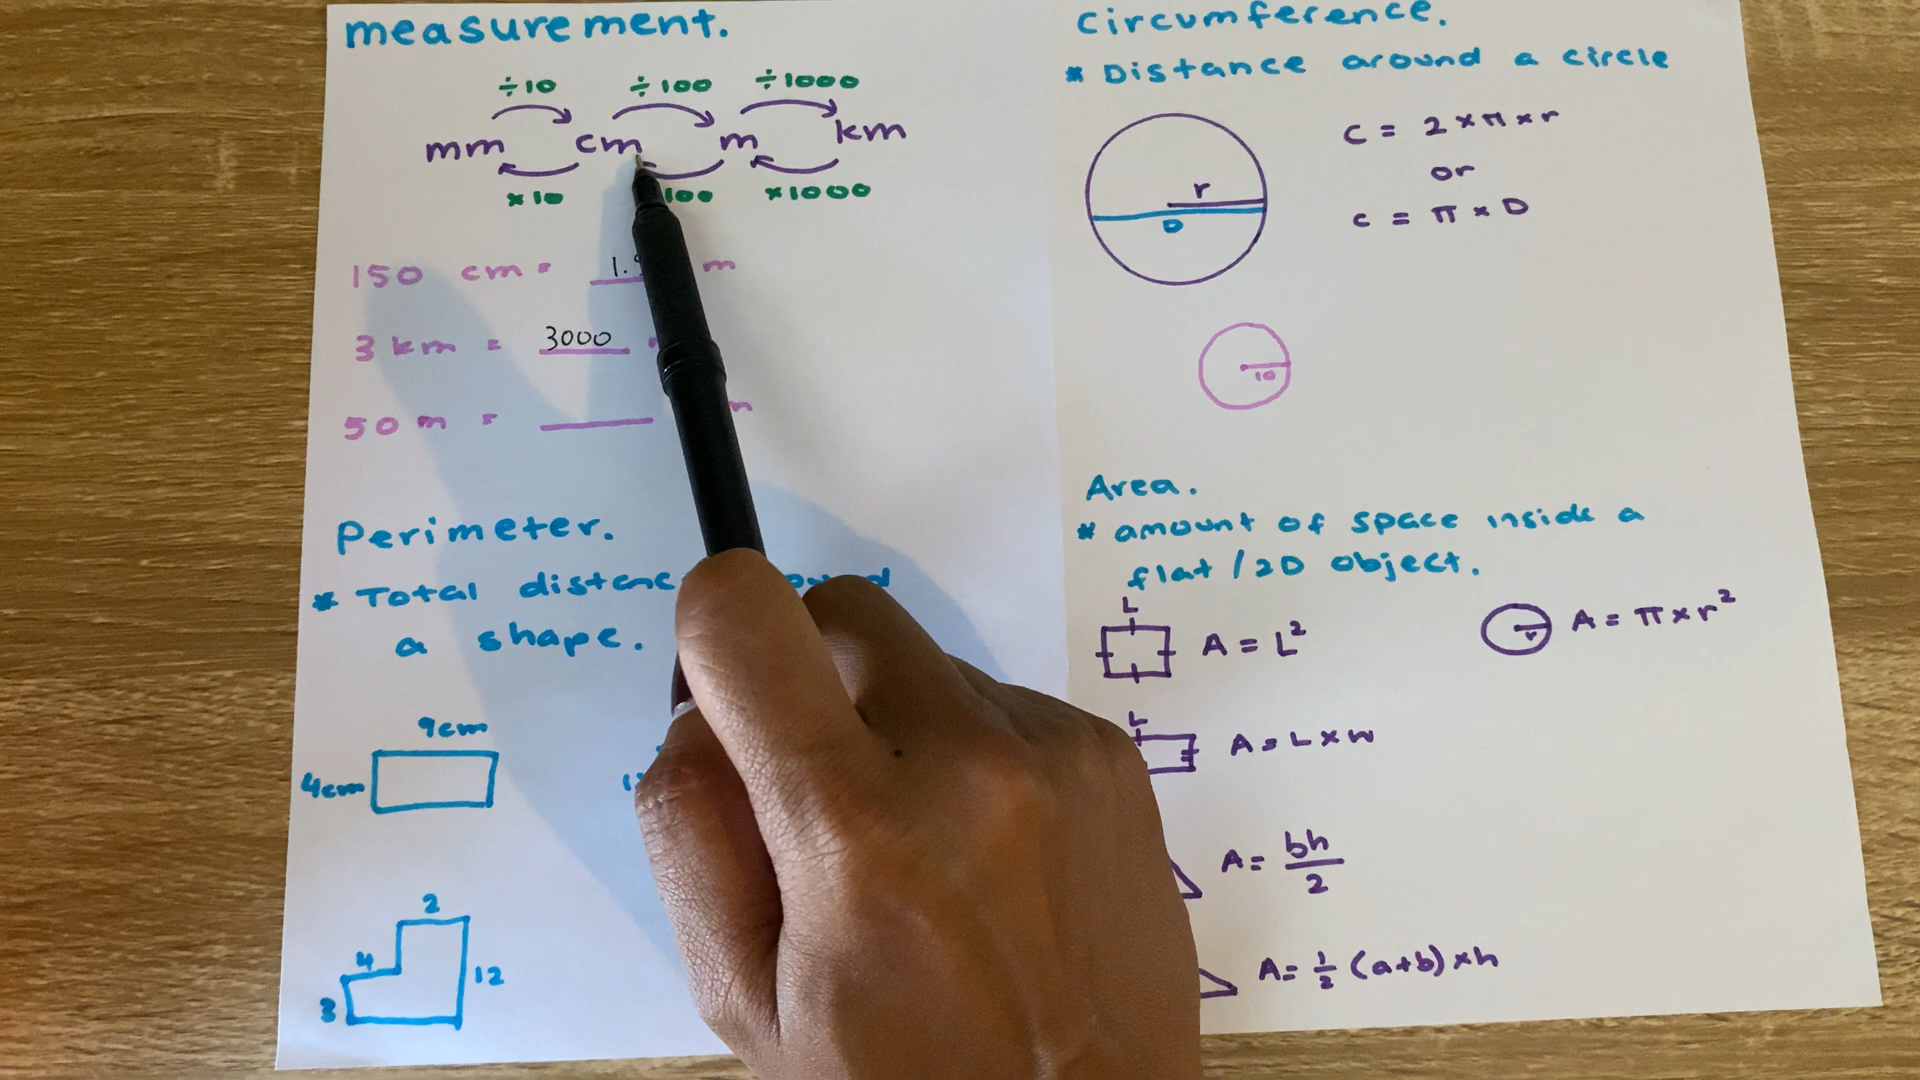 measurement.
÷10 ÷100 ÷1000
mm cm m km
×10 100 ×1000
150 cm = 1. m
3 km = 3000
50 m =
Perimeter.
* Total
a shape.
9cm
4cm
2
4
3
12
Circumference.
* Distance around a circle
C = 2 × π × r
or
C = π × D
r
D
10
Area.
* amount of space inside a
flat / 2D object.
L
A = L²
r
A = π × r²
L
A = L × w
A = bh/2
A = 1/2 (a+b) × h